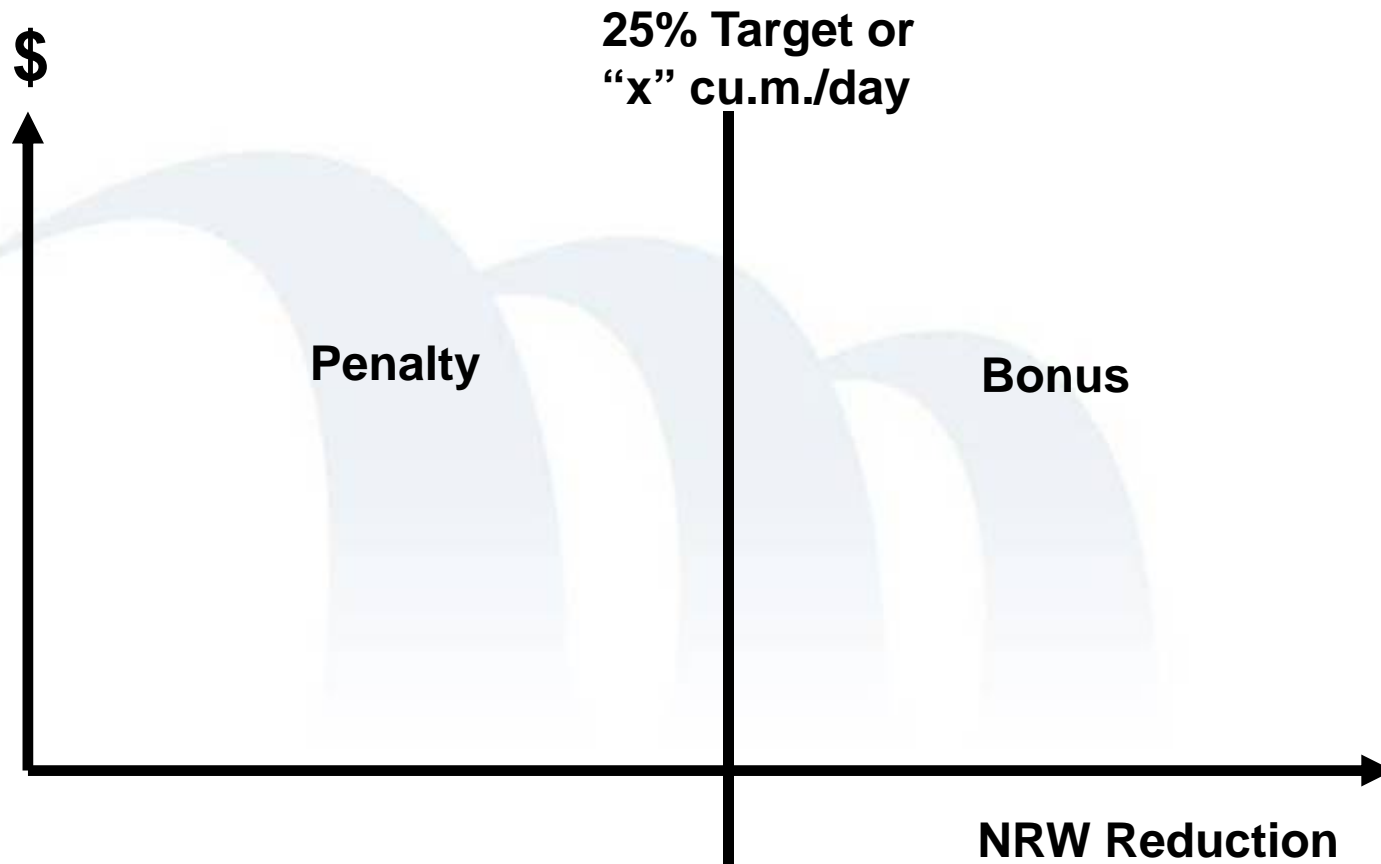 $
25% Target or
“x” cu.m./day
Penalty
Bonus
NRW Reduction